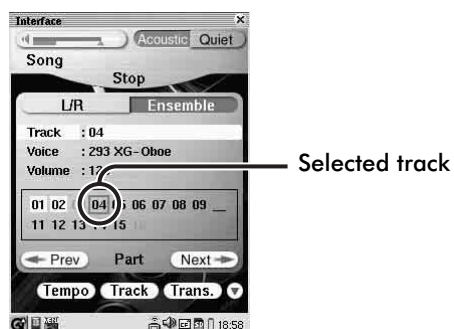 Interface ×
Acoustic Quiet
Song
Stop
L/R Ensemble
Track : 04
Voice : 293 XG-Oboe
Volume :
Selected track
01 02 04 06 07 08 09 __
11 12 13 15
Prev Part Next
Tempo Track Trans.
18:58